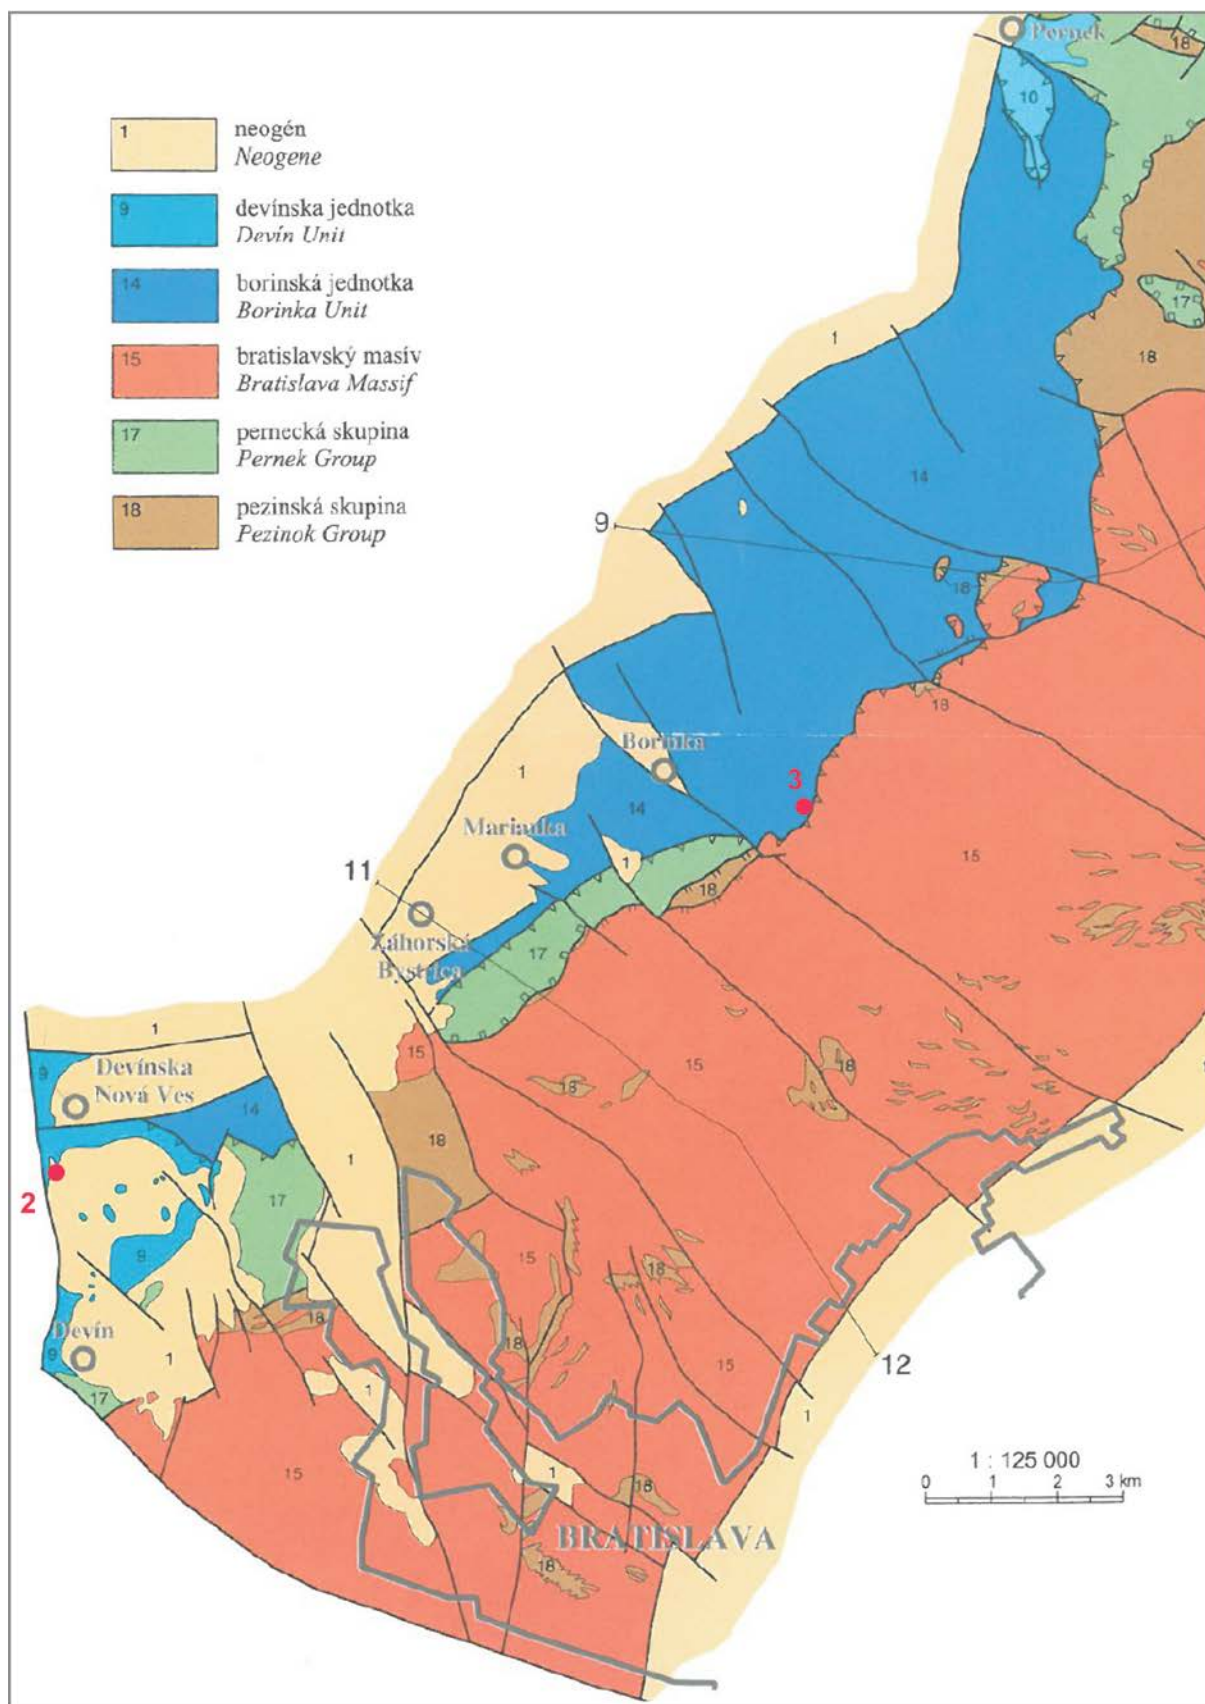 Pernek
18
10
1
neogén
Neogene
9
devínska jednotka
Devín Unit
14
borinská jednotka
Borinka Unit
15
bratislavský masív
Bratislava Massif
17
pernecká skupina
Pernek Group
18
pezinská skupina
Pezinok Group
17
18
1
14
9
18
18
Borinka
1
3
14
Marianka
15
1
11
18
Záhorská
Bystrica
17
1
15
15
18
18
9
Devínska
Nová Ves
14
18
1
2
17
15
9
18
18
Devín
18
9
1
15
12
17
1
1
1 : 125 000
15
1
18
0 1 2 3 km
BRATISLAVA
18